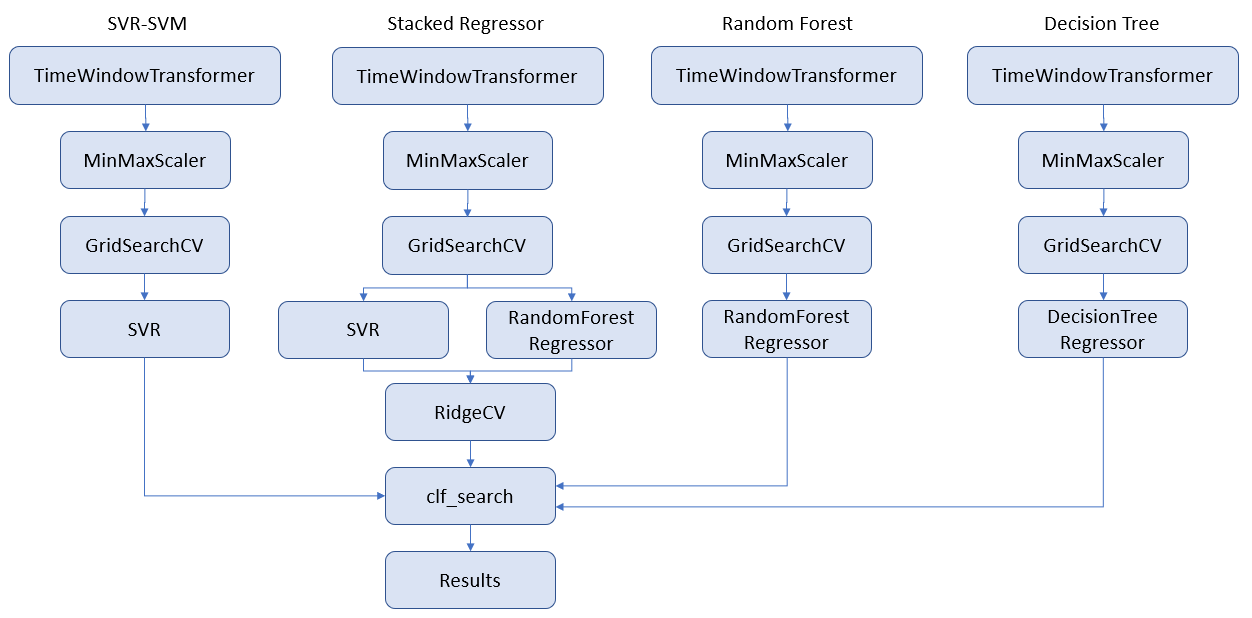 SVR-SVM
Stacked Regressor
Random Forest
Decision Tree
TimeWindowTransformer
TimeWindowTransformer
TimeWindowTransformer
TimeWindowTransformer
MinMaxScaler
MinMaxScaler
MinMaxScaler
MinMaxScaler
GridSearchCV
GridSearchCV
GridSearchCV
GridSearchCV
SVR
SVR
RandomForest
Regressor
RandomForest
Regressor
DecisionTree
Regressor
RidgeCV
clf_search
Results